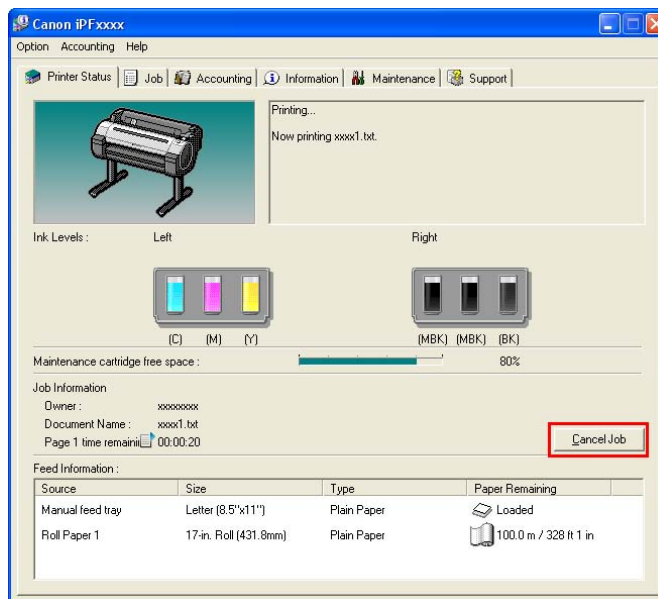 Canon iPFxxxx
Option Accounting Help
Printer Status Job Accounting Information Maintenance Support
Printing...
Now printing xxxx1.txt.
Ink Levels : Left Right
(C) (M) (Y) (MBK) (MBK) (BK)
Maintenance cartridge free space : 80%
Job Information
Owner : xxxxxxxx
Document Name : xxxx1.txt
Page 1 time remainin 00:00:20
Cancel Job
Feed Information :
Source Size Type Paper Remaining
Manual feed tray Letter (8.5"x11") Plain Paper Loaded
Roll Paper 1 17-in. Roll (431.8mm) Plain Paper 100.0 m / 328 ft 1 in